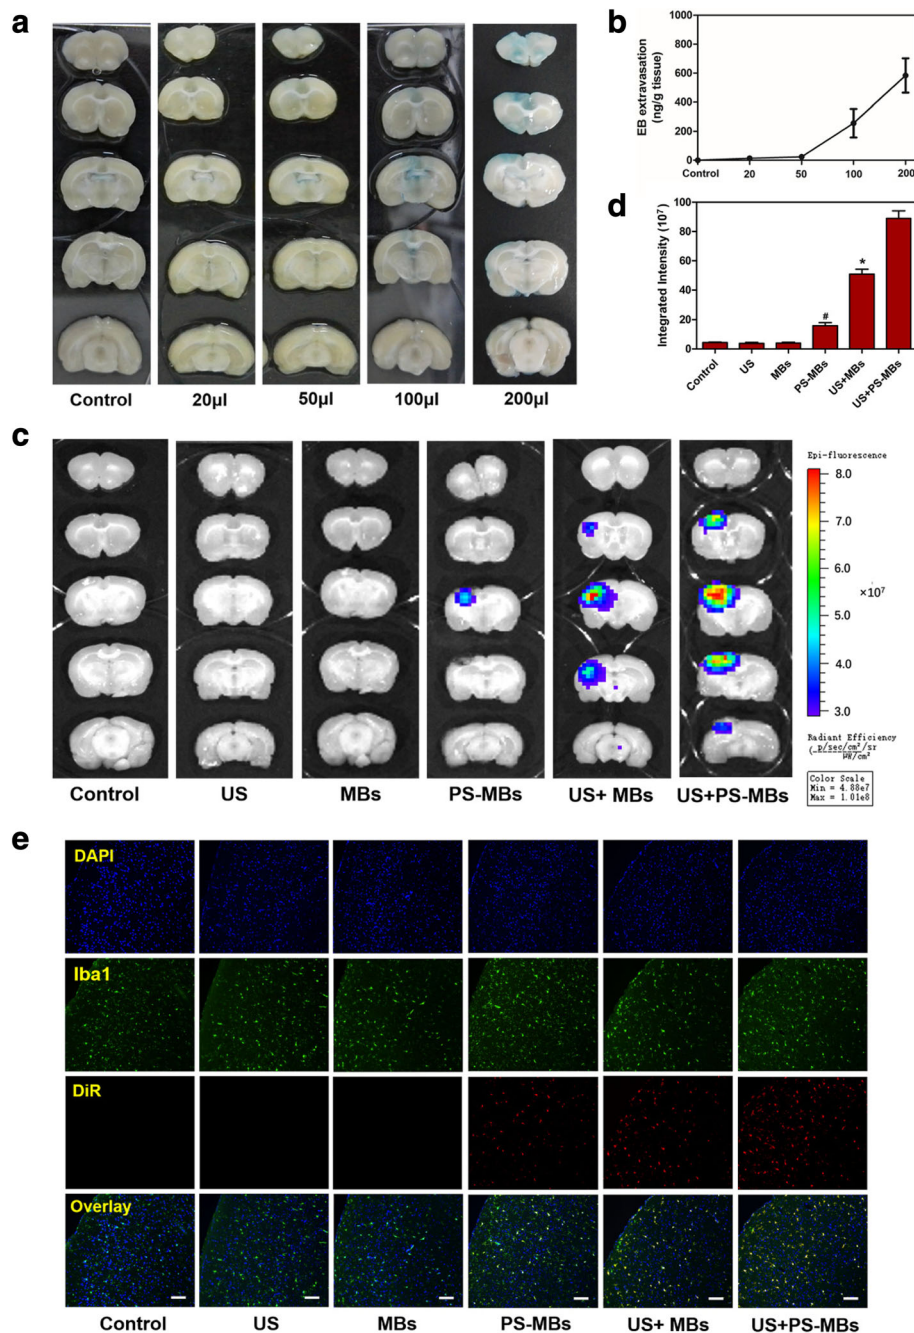 a
Control 20µl 50µl 100µl 200µl
b
EB extravasation
(ng/g tissue)
1000
800
600
400
200
0
Control 20 50 100 200
d
Integrated Intensity (10⁷)
100
80
60
40
20
0
# *
Control US MBs PS-MBs US+MBs US+PS-MBs
c
Control US MBs PS-MBs US+ MBs US+PS-MBs
Epi-fluorescence
8.0
7.0
6.0
×10⁷
5.0
4.0
3.0
Radiant Efficiency
(p/sec/cm²/sr
µW/cm²
Color Scale
Min = 4.88e7
Max = 1.01e8
e
DAPI
Iba1
DiR
Overlay
Control US MBs PS-MBs US+ MBs US+PS-MBs